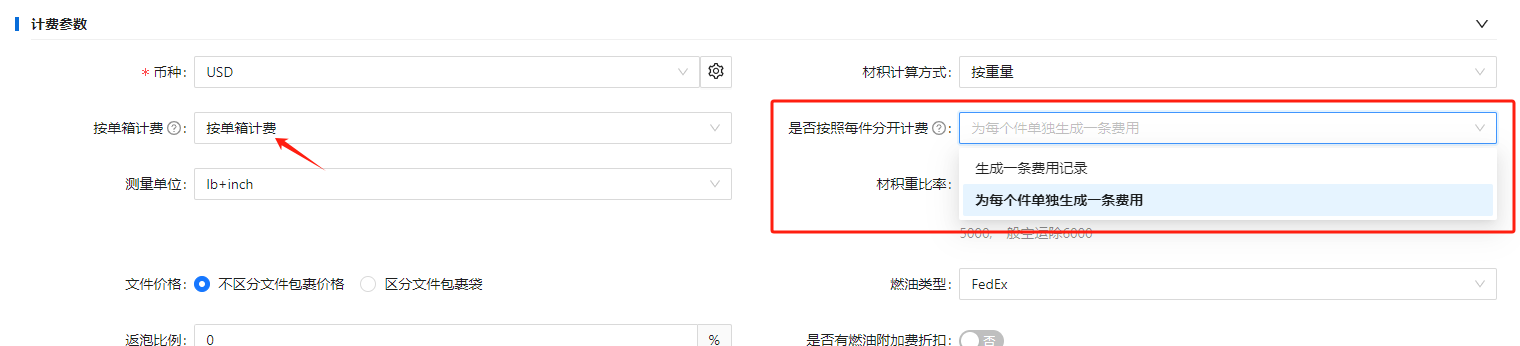 计费参数
* 币种: USD
材积计算方式: 按重量
按单箱计费 ?: 按单箱计费
是否按照每件分开计费 ?: 为每个件单独生成一条费用
生成一条费用记录
测量单位: lb+inch
材积重比率:
为每个件单独生成一条费用
5000,
空运除6000
文件价格: 不区分文件包裹价格 区分文件包裹袋
燃油类型: FedEx
返泡比例: 0 %
是否有燃油附加费折扣: 否